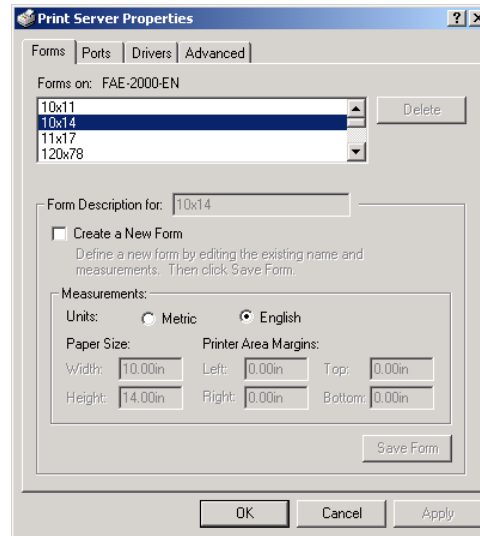 Print Server Properties
Forms Ports Drivers Advanced
Forms on: FAE-2000-EN
10x11
10x14
11x17
120x78
Delete
Form Description for: 10x14
Create a New Form
Define a new form by editing the existing name and
measurements. Then click Save Form.
Measurements:
Units: Metric English
Paper Size: Printer Area Margins:
Width: 10.00in Left: 0.00in Top: 0.00in
Height: 14.00in Right: 0.00in Bottom: 0.00in
Save Form
OK Cancel Apply